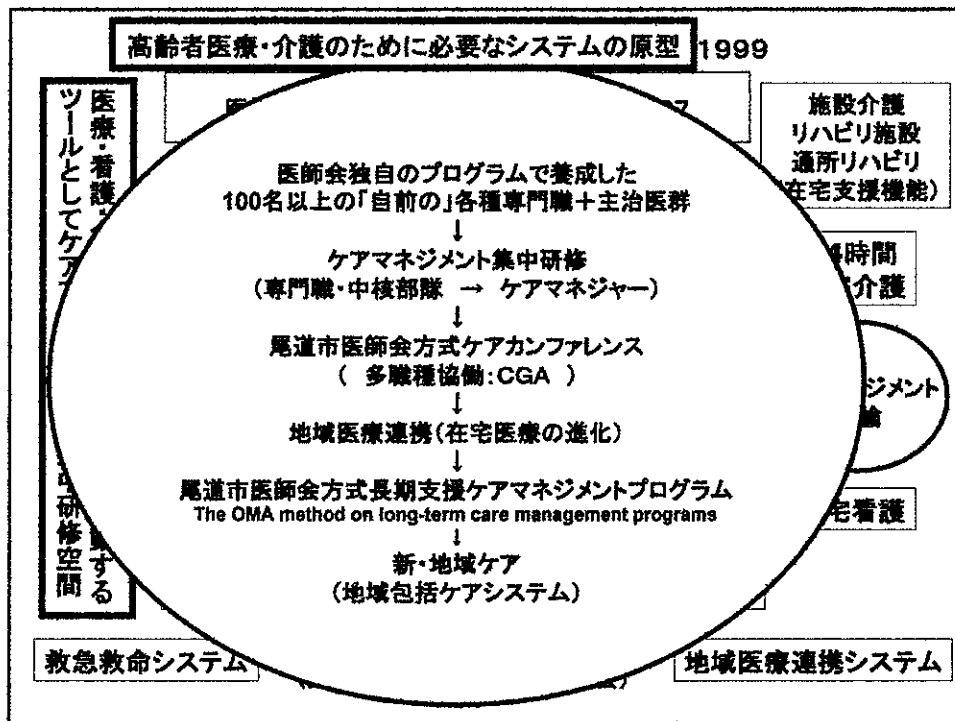 高齢者医療・介護のために必要なシステムの原型 1999
医療・看護・
ツールとしてケア
する
研修空間
施設介護
リハビリ施設
通所リハビリ
在宅支援機能)
時間
介護
ジメント
宅看護
医師会独自のプログラムで養成した
100名以上の「自前の」各種専門職+主治医群
↓
ケアマネジメント集中研修
(専門職・中核部隊 → ケアマネジャー)
↓
尾道市医師会方式ケアカンファレンス
( 多職種協働:CGA )
↓
地域医療連携(在宅医療の進化)
↓
尾道市医師会方式長期支援ケアマネジメントプログラム
The OMA method on long-term care management programs
↓
新・地域ケア
(地域包括ケアシステム)
救急救命システム
地域医療連携システム